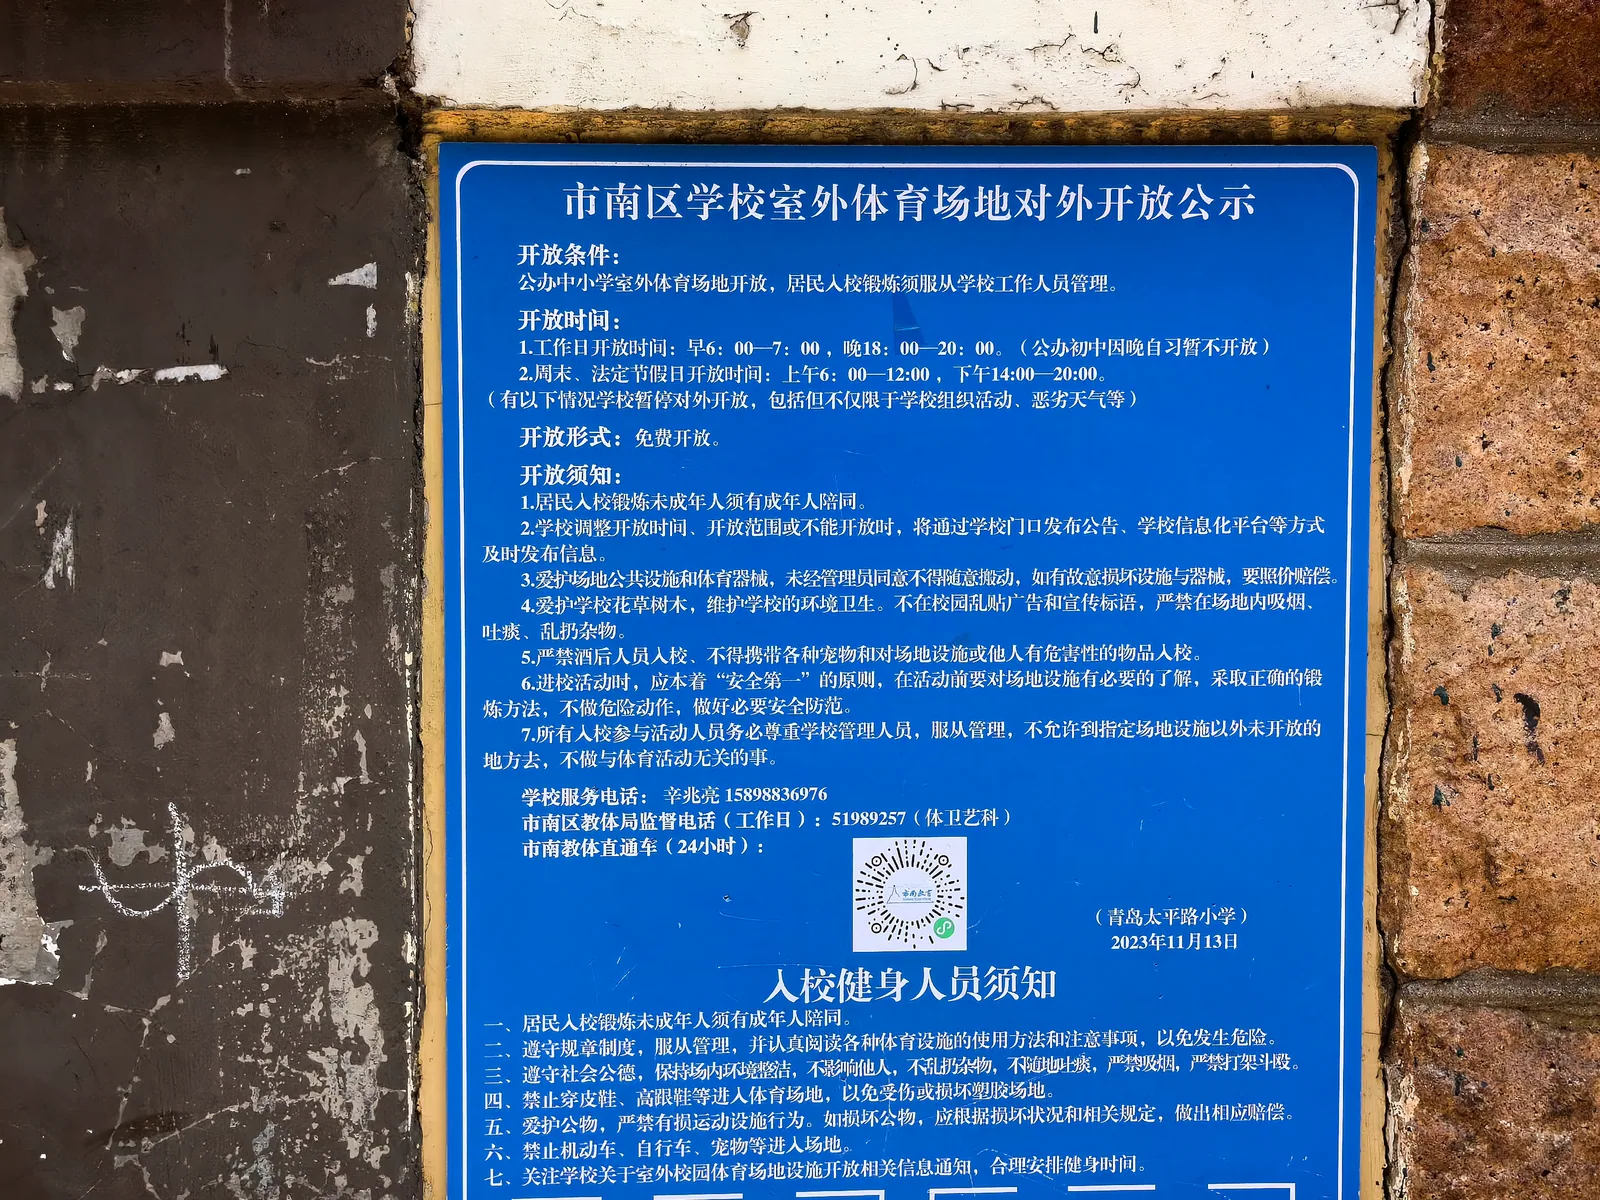 市南区学校室外体育场地对外开放公示
开放条件：
公办中小学室外体育场地开放，居民入校锻炼须服从学校工作人员管理。
开放时间：
1.工作日开放时间：早6：00—7：00，晚18：00—20：00。（公办初中因晚自习暂不开放）
2.周末、法定节假日开放时间：上午6：00—12:00，下午14:00—20:00。
（有以下情况学校暂停对外开放，包括但不仅限于学校组织活动、恶劣天气等）
开放形式：免费开放。
开放须知：
1.居民入校锻炼未成年人须有成年人陪同。
2.学校调整开放时间、开放范围或不能开放时，将通过学校门口发布公告、学校信息化平台等方式
及时发布信息。
3.爱护场地公共设施和体育器械，未经管理员同意不得随意搬动，如有故意损坏设施与器械，要照价赔偿。
4.爱护学校花草树木，维护学校的环境卫生。不在校园乱贴广告和宣传标语，严禁在场地内吸烟、
吐痰、乱扔杂物。
5.严禁酒后人员入校、不得携带各种宠物和对场地设施或他人有危害性的物品入校。
6.进校活动时，应本着“安全第一”的原则，在活动前要对场地设施有必要的了解，采取正确的锻
炼方法，不做危险动作，做好必要安全防范。
7.所有入校参与活动人员务必尊重学校管理人员，服从管理，不允许到指定场地设施以外未开放的
地方去，不做与体育活动无关的事。
学校服务电话： 辛兆亮 15898836976
市南区教体局监督电话（工作日）：51989257（体卫艺科）
市南教体直通车（24小时）：
市南教育
（青岛太平路小学）
2023年11月13日
入校健身人员须知
一、居民入校锻炼未成年人须有成年人陪同。
二、遵守规章制度，服从管理，并认真阅读各种体育设施的使用方法和注意事项，以免发生危险。
三、遵守社会公德，保持场内环境整洁，不影响他人，不乱扔杂物，不随地吐痰，严禁吸烟，严禁打架斗殴。
四、禁止穿皮鞋、高跟鞋等进入体育场地，以免受伤或损坏塑胶场地。
五、爱护公物，严禁有损运动设施行为。如损坏公物，应根据损坏状况和相关规定，做出相应赔偿。
六、禁止机动车、自行车、宠物等进入场地。
七、关注学校关于室外校园体育场地设施开放相关信息通知，合理安排健身时间。